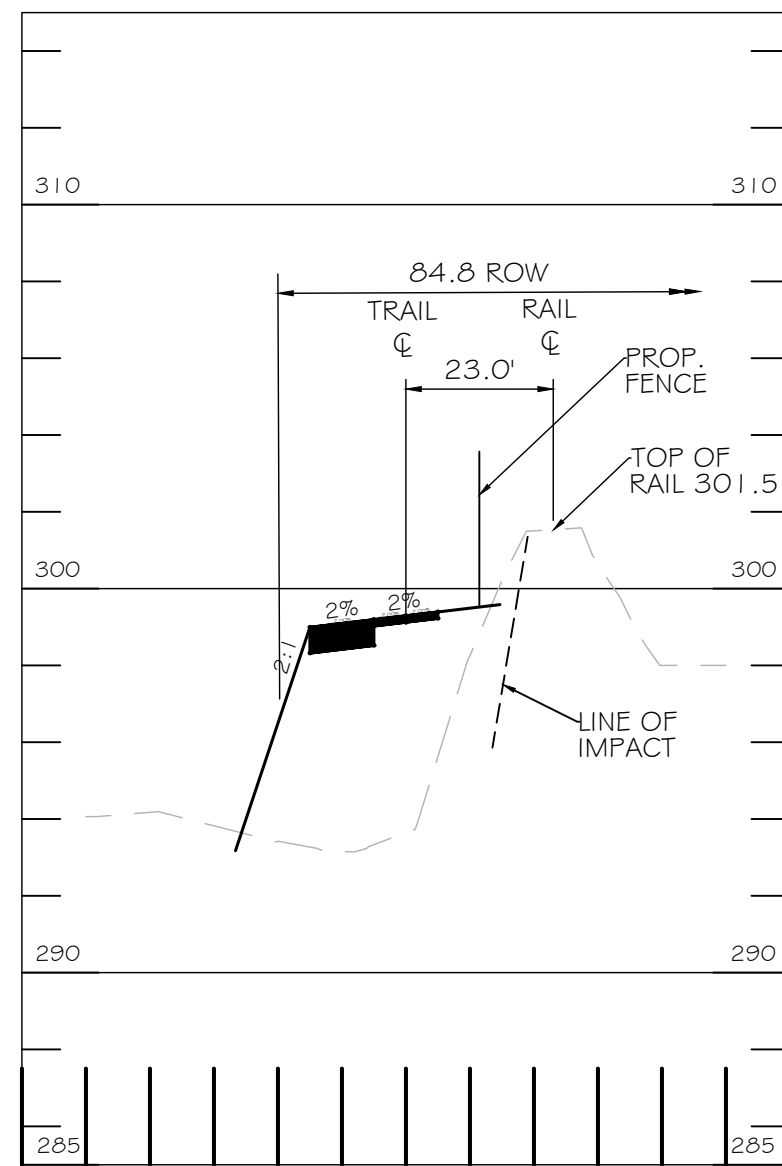 310 310
84.8 ROW
TRAIL
℄
RAIL
℄
23.0'
PROP.
FENCE
TOP OF
RAIL 301.5
300 300
2% 2%
2:1
LINE OF
IMPACT
290 290
285 285